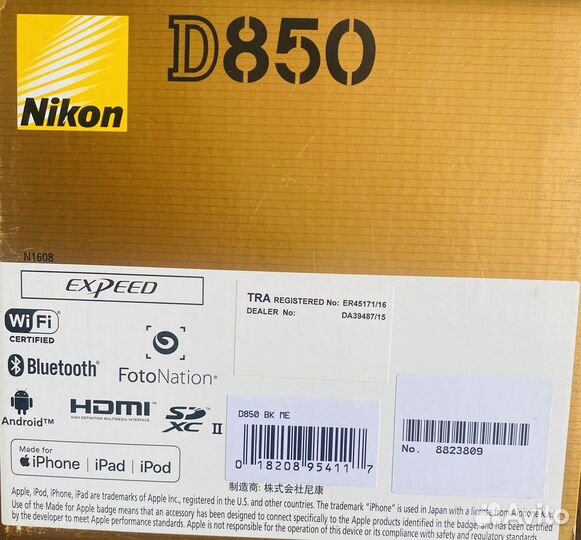 Nikon
D850
N1608
EXPEED
WiFi
CERTIFIED
Bluetooth®
FotoNation®
Android™
HDMI
HIGH-DEFINITION MULTIMEDIA INTERFACE
SD
XC II
Made for
iPhone | iPad | iPod
TRA REGISTERED No: ER45171/16
DEALER No: DA39487/15
D850 BK ME
0 18208 95411 7
制造商: 株式会社尼康
No. 8823809
Apple, iPod, iPhone, iPad are trademarks of Apple Inc., registered in the U.S. and other countries. The trademark "iPhone" is used in Japan with a license from Aiphone K.K.
Use of the Made for Apple badge means that an accessory has been designed to connect specifically to the Apple product(s) identified in the badge, and has been certified
by the developer to meet Apple performance standards. Apple is not responsible for the operation of this device or its compliance with safety and regulatory standards.
Avito